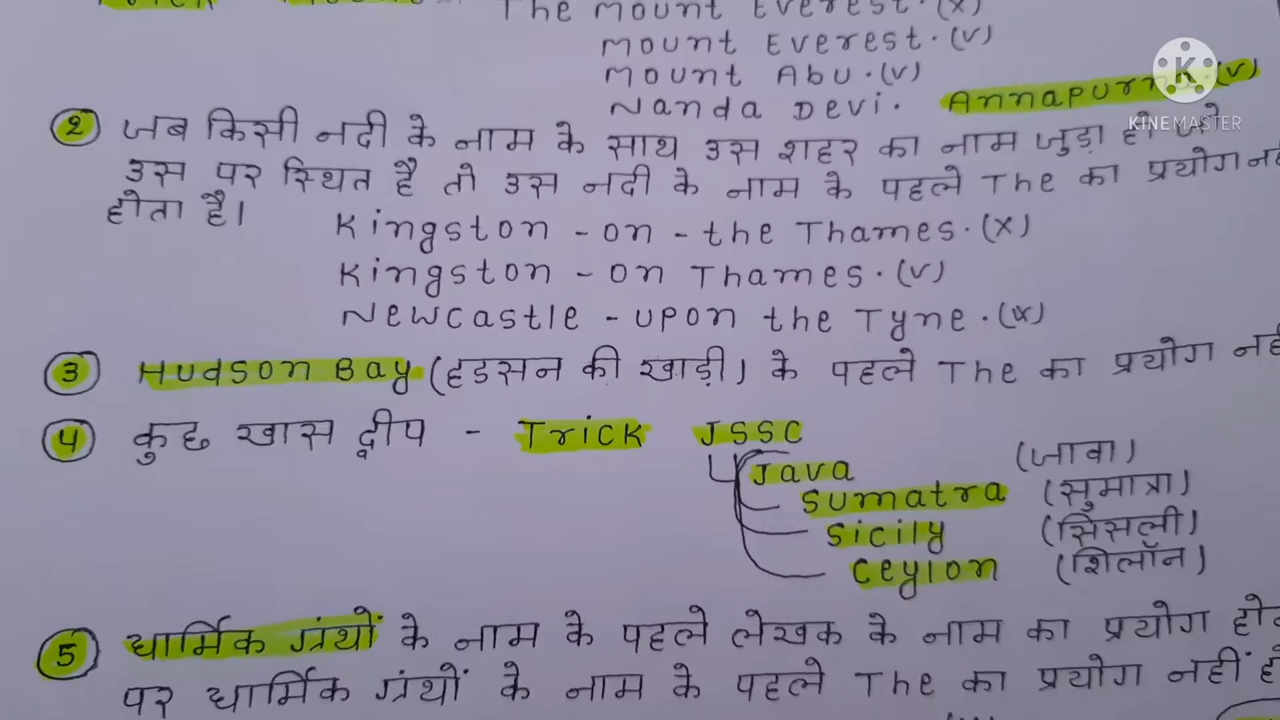 The Mount Everest. (x)
Mount Everest. (v)
Mount Abu. (v)
Nanda Devi. Annapurna. (v)
KINEMASTER
② जब किसी नदी के नाम के साथ उस शहर का नाम जुड़ा हो जो
उस पर स्थित है तो उस नदी के नाम के पहले The का प्रयोग
होता है।
Kingston - on - the Thames. (x)
Kingston - on Thames. (v)
Newcastle - upon the Tyne. (x)
③ Hudson Bay (हडसन की खाड़ी) के पहले The का प्रयोग
④ कुछ खास द्वीप - Trick JSSC
Java (जावा)
Sumatra (सुमात्रा)
Sicily (सिसली)
Ceylon (शिलॉन)
⑤ धार्मिक ग्रंथों के नाम के पहले लेखक के नाम का प्रयोग
पर धार्मिक ग्रंथों के नाम के पहले The का प्रयोग नहीं